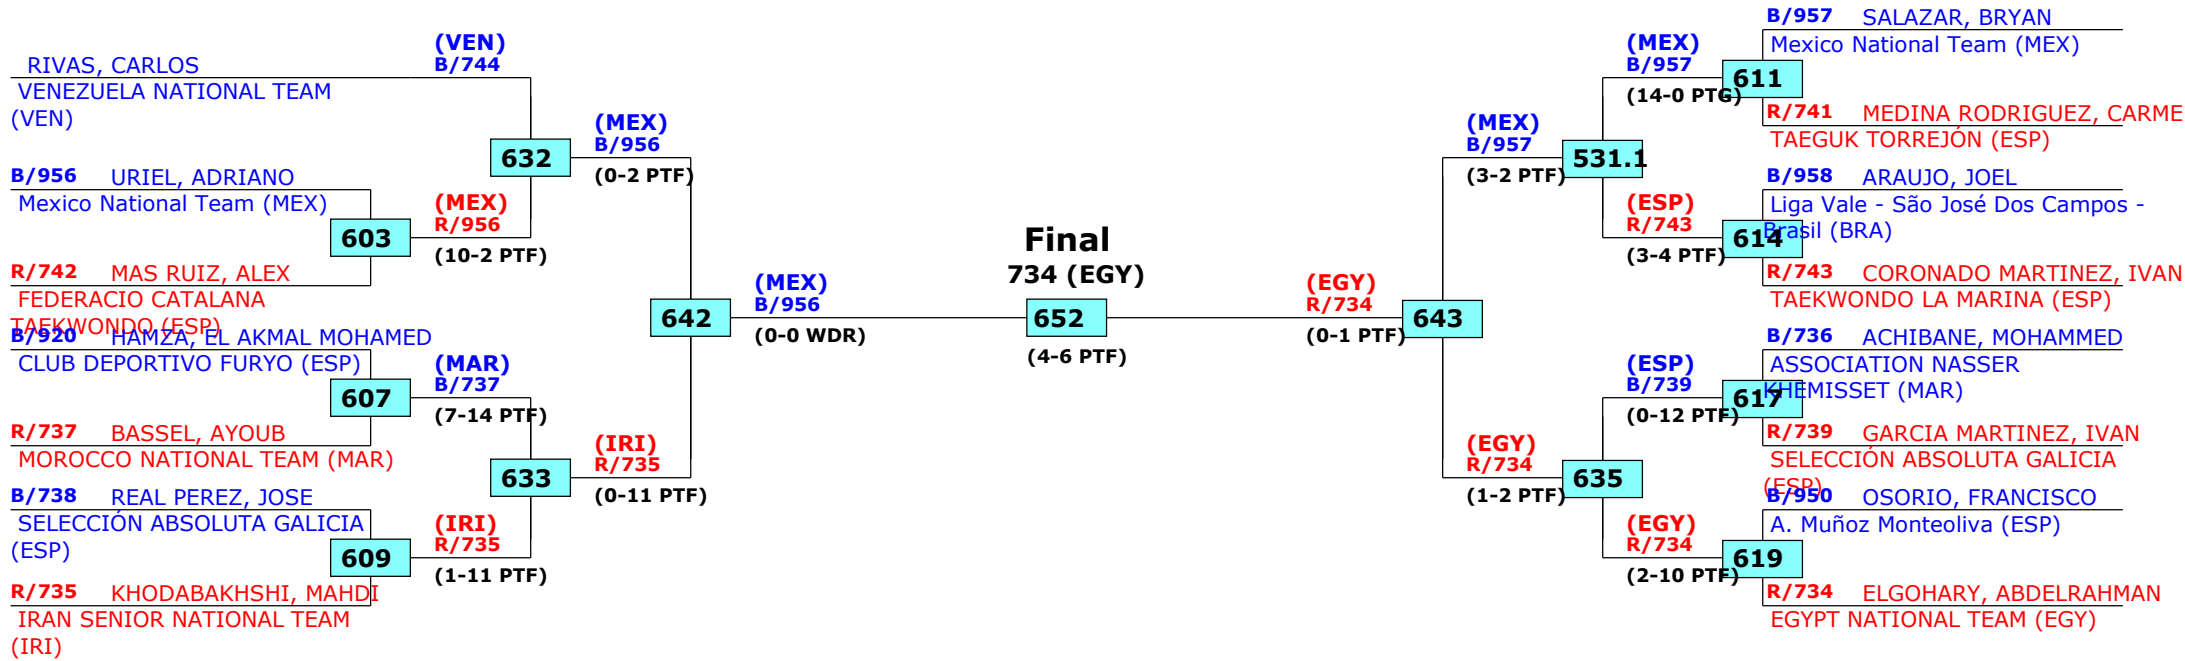 RIVAS, CARLOS
VENEZUELA NATIONAL TEAM
(VEN)
B/956 URIEL, ADRIANO
Mexico National Team (MEX)
603
R/742 MAS RUIZ, ALEX
FEDERACIO CATALANA
TAEKWONDO (ESP)
B/920 HAMZA, EL AKMAL MOHAMED
CLUB DEPORTIVO FURYO (ESP)
607
R/737 BASSEL, AYOUB
MOROCCO NATIONAL TEAM (MAR)
B/738 REAL PEREZ, JOSE
SELECCIÓN ABSOLUTA GALICIA
(ESP)
609
R/735 KHODABAKHSHI, MAHDI
IRAN SENIOR NATIONAL TEAM
(IRI)
(VEN)
B/744
632
(MEX)
R/956
(10-2 PTF)
(MAR)
B/737
(7-14 PTF)
633
(IRI)
R/735
(1-11 PTF)
(MEX)
B/956
(0-2 PTF)
642
(IRI)
R/735
(0-11 PTF)
(MEX)
B/956
(0-0 WDR)
Final
734 (EGY)
652
(4-6 PTF)
(EGY)
R/734
(0-1 PTF)
643
(MEX)
B/957
(3-2 PTF)
531.1
(EGY)
R/734
(1-2 PTF)
635
(MEX)
B/957
(14-0 PTG)
611
(ESP)
R/743
(3-4 PTF)
614
(ESP)
B/739
(0-12 PTF)
617
(EGY)
R/734
(2-10 PTF)
619
B/957 SALAZAR, BRYAN
Mexico National Team (MEX)
R/741 MEDINA RODRIGUEZ, CARME
TAEGUK TORREJÓN (ESP)
B/958 ARAUJO, JOEL
Liga Vale - São José Dos Campos -
Brasil (BRA)
R/743 CORONADO MARTINEZ, IVAN
TAEKWONDO LA MARINA (ESP)
B/736 ACHIBANE, MOHAMMED
ASSOCIATION NASSER
KHEMISSET (MAR)
R/739 GARCIA MARTINEZ, IVAN
SELECCIÓN ABSOLUTA GALICIA
(ESP)
B/950 OSORIO, FRANCISCO
A. Muñoz Monteoliva (ESP)
R/734 ELGOHARY, ABDELRAHMAN
EGYPT NATIONAL TEAM (EGY)